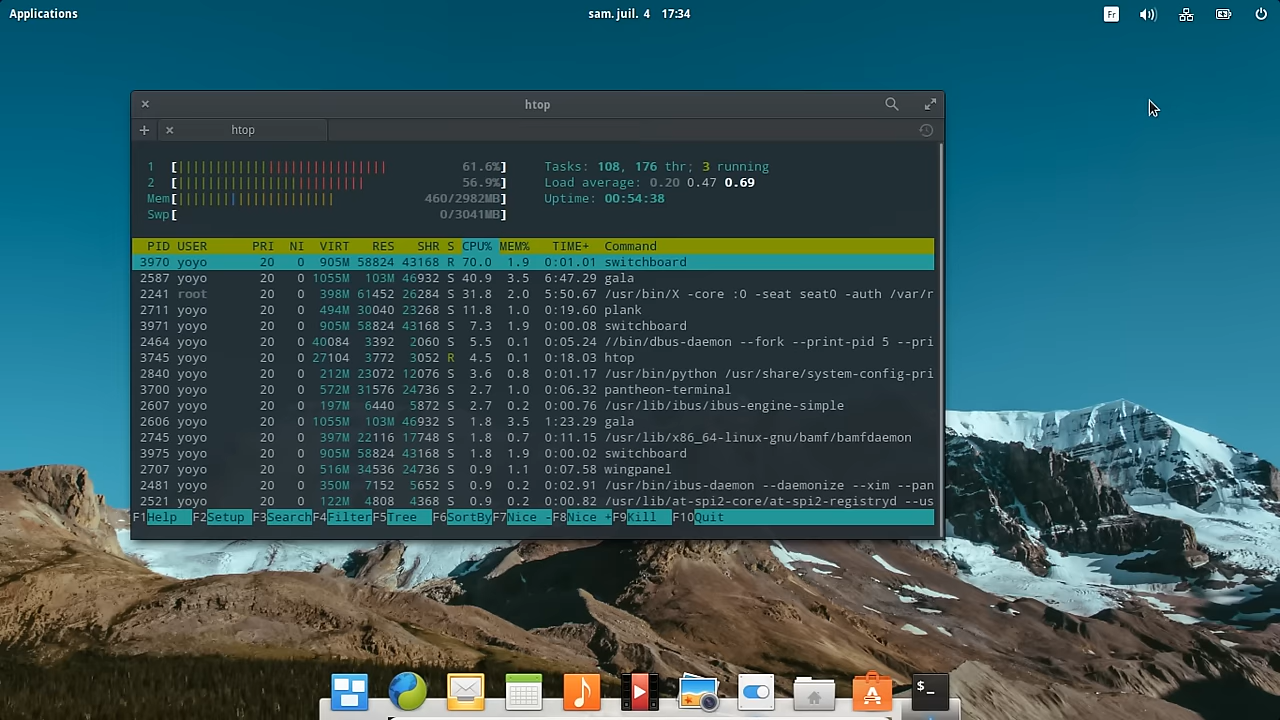 Applications sam. juil. 4 17:34 Fr
htop
htop
1 [|||||||||||||||||||||||||||| 61.6%] Tasks: 108, 176 thr; 3 running
2 [||||||||||||||||||||||||| 56.9%] Load average: 0.20 0.47 0.69
Mem[||||||||||||||||||||| 460/2982MB] Uptime: 00:54:38
Swp[ 0/3041MB]
PID USER PRI NI VIRT RES SHR S CPU% MEM% TIME+ Command
3970 yoyo 20 0 905M 58824 43168 R 70.0 1.9 0:01.01 switchboard
2587 yoyo 20 0 1055M 103M 46932 S 40.9 3.5 6:47.29 gala
2241 root 20 0 398M 61452 26284 S 31.8 2.0 5:50.67 /usr/bin/X -core :0 -seat seat0 -auth /var/r
2711 yoyo 20 0 494M 30040 23268 S 11.8 1.0 0:19.60 plank
3971 yoyo 20 0 905M 58824 43168 S 7.3 1.9 0:00.08 switchboard
2464 yoyo 20 0 40084 3392 2060 S 5.5 0.1 0:05.24 //bin/dbus-daemon --fork --print-pid 5 --pri
3745 yoyo 20 0 27104 3772 3052 R 4.5 0.1 0:18.03 htop
2840 yoyo 20 0 212M 23072 12076 S 3.6 0.8 0:01.17 /usr/bin/python /usr/share/system-config-pri
3700 yoyo 20 0 572M 31576 24736 S 2.7 1.0 0:06.32 pantheon-terminal
2607 yoyo 20 0 197M 6440 5872 S 2.7 0.2 0:00.76 /usr/lib/ibus/ibus-engine-simple
2606 yoyo 20 0 1055M 103M 46932 S 1.8 3.5 1:23.29 gala
2745 yoyo 20 0 397M 22116 17748 S 1.8 0.7 0:11.15 /usr/lib/x86_64-linux-gnu/bamf/bamfdaemon
3975 yoyo 20 0 905M 58824 43168 S 1.8 1.9 0:00.02 switchboard
2707 yoyo 20 0 516M 34536 24736 S 0.9 1.1 0:07.58 wingpanel
2481 yoyo 20 0 350M 7152 5652 S 0.9 0.2 0:02.91 /usr/bin/ibus-daemon --daemonize --xim --pan
2521 yoyo 20 0 122M 4808 4368 S 0.9 0.2 0:00.82 /usr/lib/at-spi2-core/at-spi2-registryd --us
F1Help F2Setup F3SearchF4FilterF5Tree F6SortByF7Nice -F8Nice +F9Kill F10Quit
$_